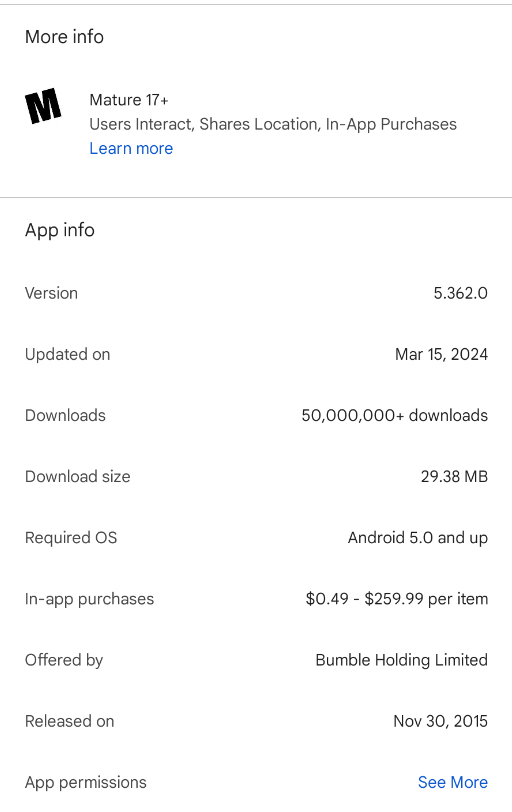 More info
M
Mature 17+
Users Interact, Shares Location, In-App Purchases
Learn more
App info
Version 5.362.0
Updated on Mar 15, 2024
Downloads 50,000,000+ downloads
Download size 29.38 MB
Required OS Android 5.0 and up
In-app purchases $0.49 - $259.99 per item
Offered by Bumble Holding Limited
Released on Nov 30, 2015
App permissions See More